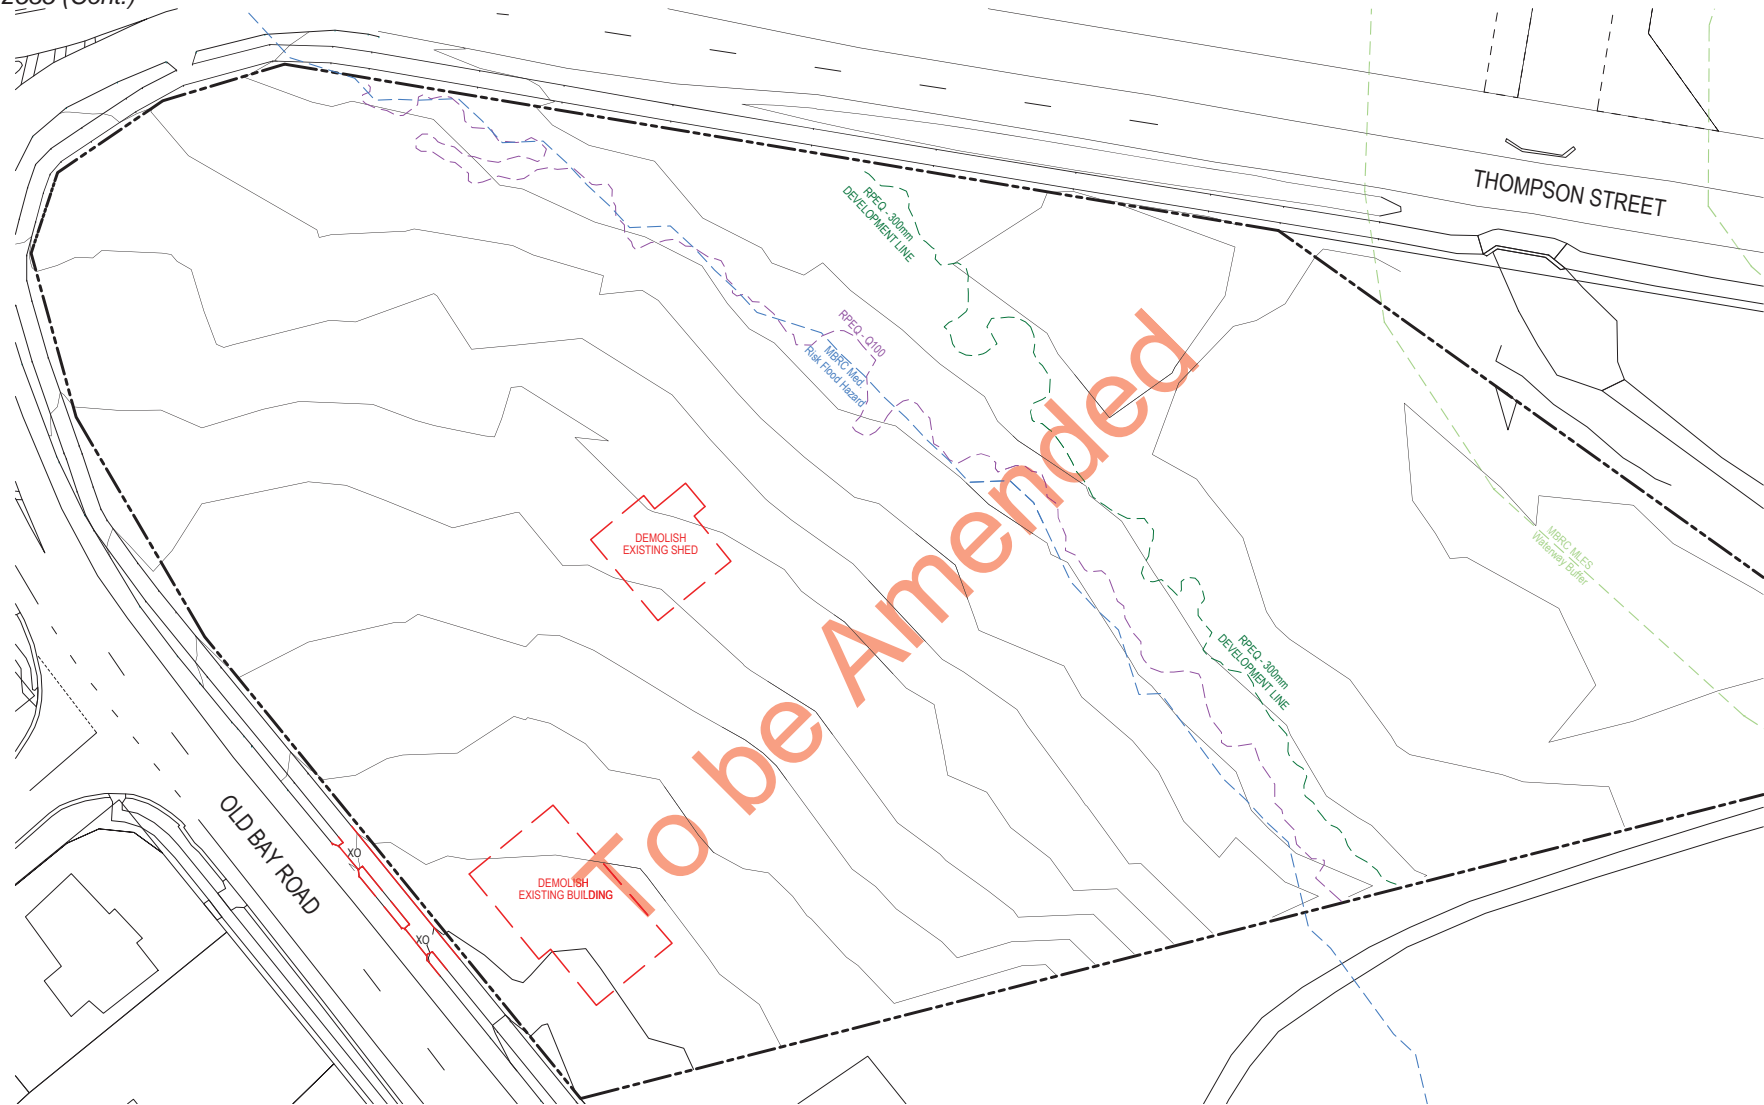 THOMPSON STREET
RPEQ - 300mm
DEVELOPMENT LINE
RPEQ - Q100
MBRC Med.
Risk Flood Hazard
To be Amended
DEMOLISH
EXISTING SHED
MBRC MLES
Waterway Buffer
RPEQ - 300mm
DEVELOPMENT LINE
OLD BAY ROAD
XO
DEMOLISH
EXISTING BUILDING
XO